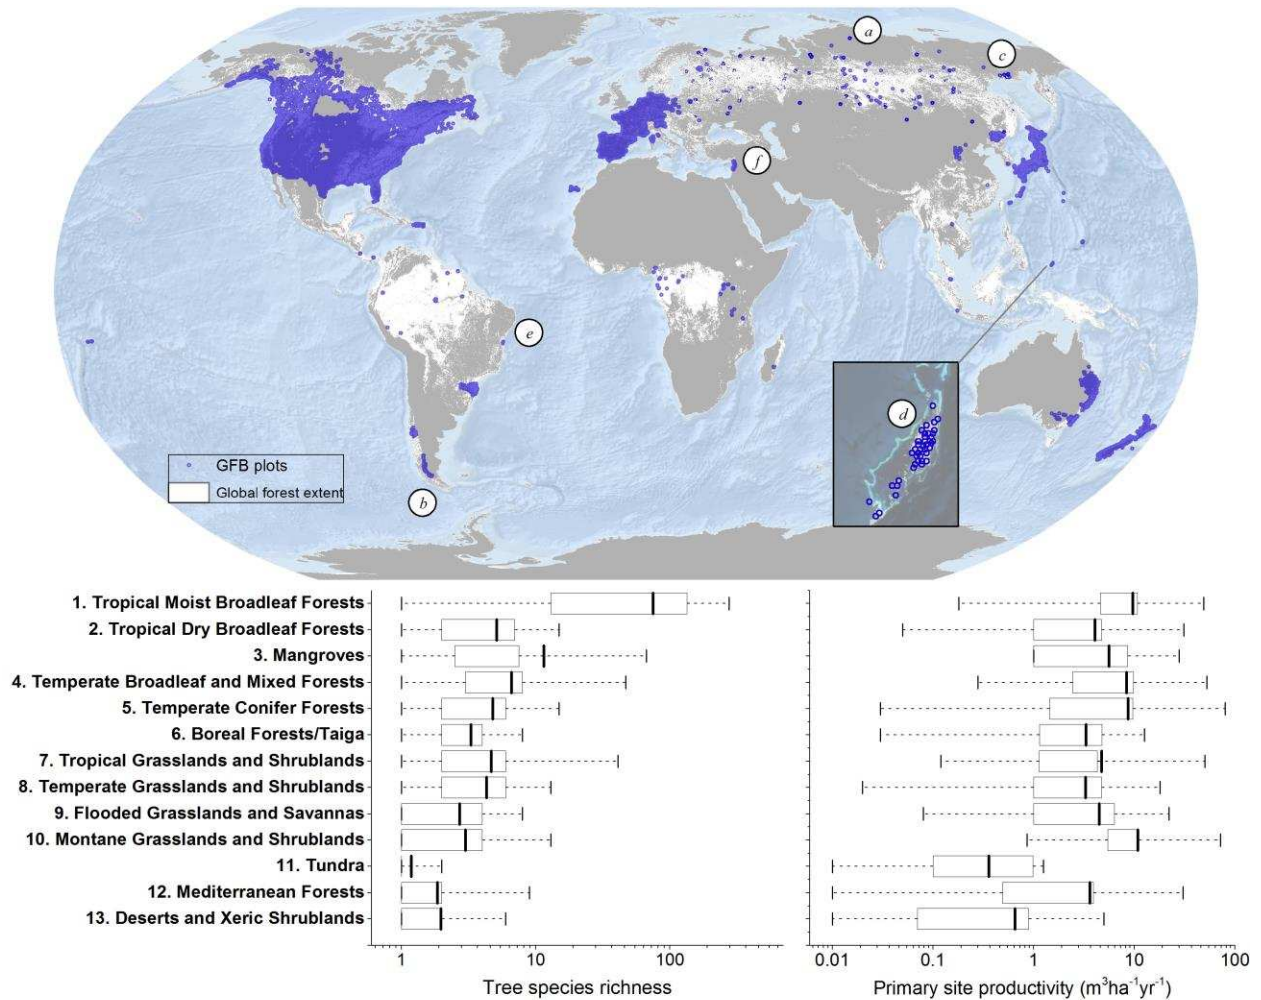 a
c
f
e
d
GFB plots
Global forest extent
b
1. Tropical Moist Broadleaf Forests
2. Tropical Dry Broadleaf Forests
3. Mangroves
4. Temperate Broadleaf and Mixed Forests
5. Temperate Conifer Forests
6. Boreal Forests/Taiga
7. Tropical Grasslands and Shrublands
8. Temperate Grasslands and Shrublands
9. Flooded Grasslands and Savannas
10. Montane Grasslands and Shrublands
11. Tundra
12. Mediterranean Forests
13. Deserts and Xeric Shrublands
1 10 100
Tree species richness
0.01 0.1 1 10 100
Primary site productivity (m³ha⁻¹yr⁻¹)